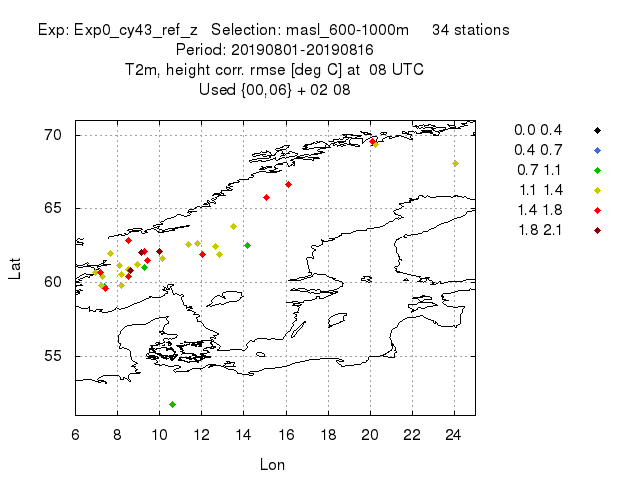 Exp: Exp0_cy43_ref_z Selection: masl_600-1000m 34 stations
Period: 20190801-20190816
T2m, height corr. rmse [deg C] at 08 UTC
Used {00,06} + 02 08
0.0 0.4
0.4 0.7
0.7 1.1
1.1 1.4
1.4 1.8
1.8 2.1
70
65
60
55
Lat
6 8 10 12 14 16 18 20 22 24
Lon